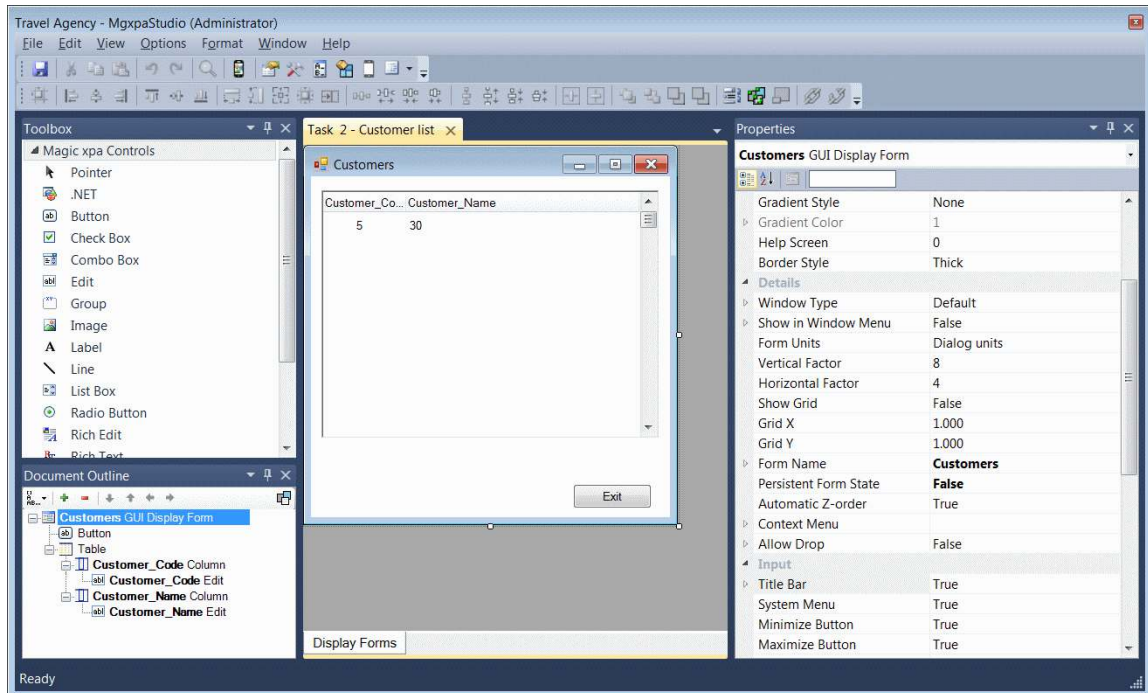 Travel Agency - MgxpaStudio (Administrator)
File Edit View Options Format Window Help
Toolbox
Magic xpa Controls
Pointer
.NET
Button
Check Box
Combo Box
Edit
Group
Image
Label
Line
List Box
Radio Button
Rich Edit
Rich Text
Document Outline
Customers GUI Display Form
Button
Table
Customer_Code Column
Customer_Code Edit
Customer_Name Column
Customer_Name Edit
Task 2 - Customer list
Customers
Customer_Co... Customer_Name
5 30
Exit
Display Forms
Properties
Customers GUI Display Form
Gradient Style None
Gradient Color 1
Help Screen 0
Border Style Thick
Details
Window Type Default
Show in Window Menu False
Form Units Dialog units
Vertical Factor 8
Horizontal Factor 4
Show Grid False
Grid X 1.000
Grid Y 1.000
Form Name Customers
Persistent Form State False
Automatic Z-order True
Context Menu
Allow Drop False
Input
Title Bar True
System Menu True
Minimize Button True
Maximize Button True
Ready